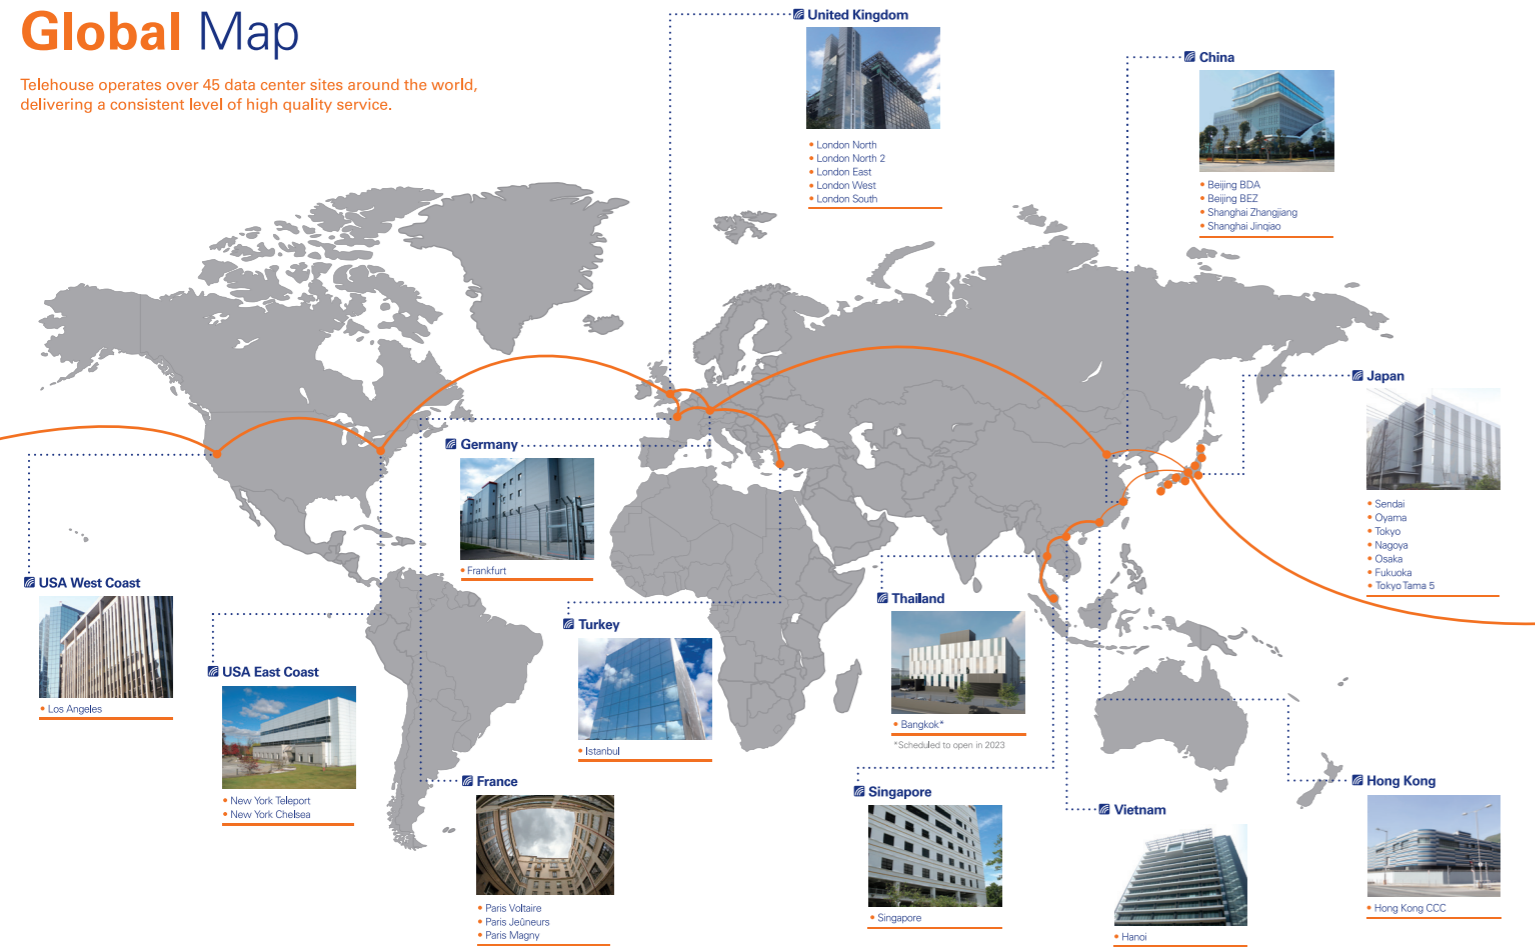 Global Map
Telehouse operates over 45 data center sites around the world,
delivering a consistent level of high quality service.
United Kingdom
London North
London North 2
London East
London West
London South
China
Beijing BDA
Beijing BEZ
Shanghai Zhangjiang
Shanghai Jinqiao
Japan
Sendai
Oyama
Tokyo
Nagoya
Osaka
Fukuoka
Tokyo Tama 5
Germany
Frankfurt
USA West Coast
Los Angeles
USA East Coast
New York Teleport
New York Chelsea
Turkey
Istanbul
Thailand
Bangkok*
*Scheduled to open in 2023
France
Paris Voltaire
Paris Jeûneurs
Paris Magny
Singapore
Singapore
Vietnam
Hanoi
Hong Kong
Hong Kong CCC